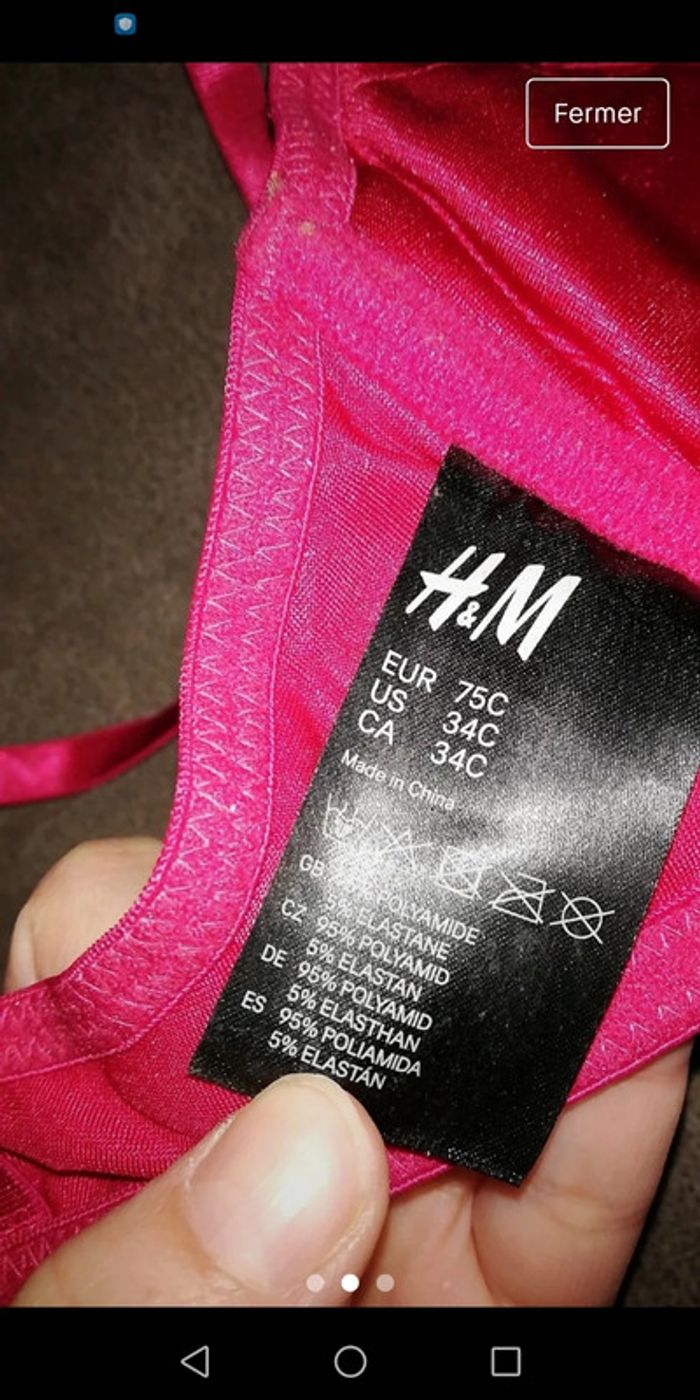 Fermer
H&M
EUR 75C
US 34C
CA 34C
Made in China
GB POLYAMIDE
5% ELASTANE
CZ 95% POLYAMID
5% ELASTAN
DE 95% POLYAMID
5% ELASTHAN
ES 95% POLIAMIDA
5% ELASTÁN